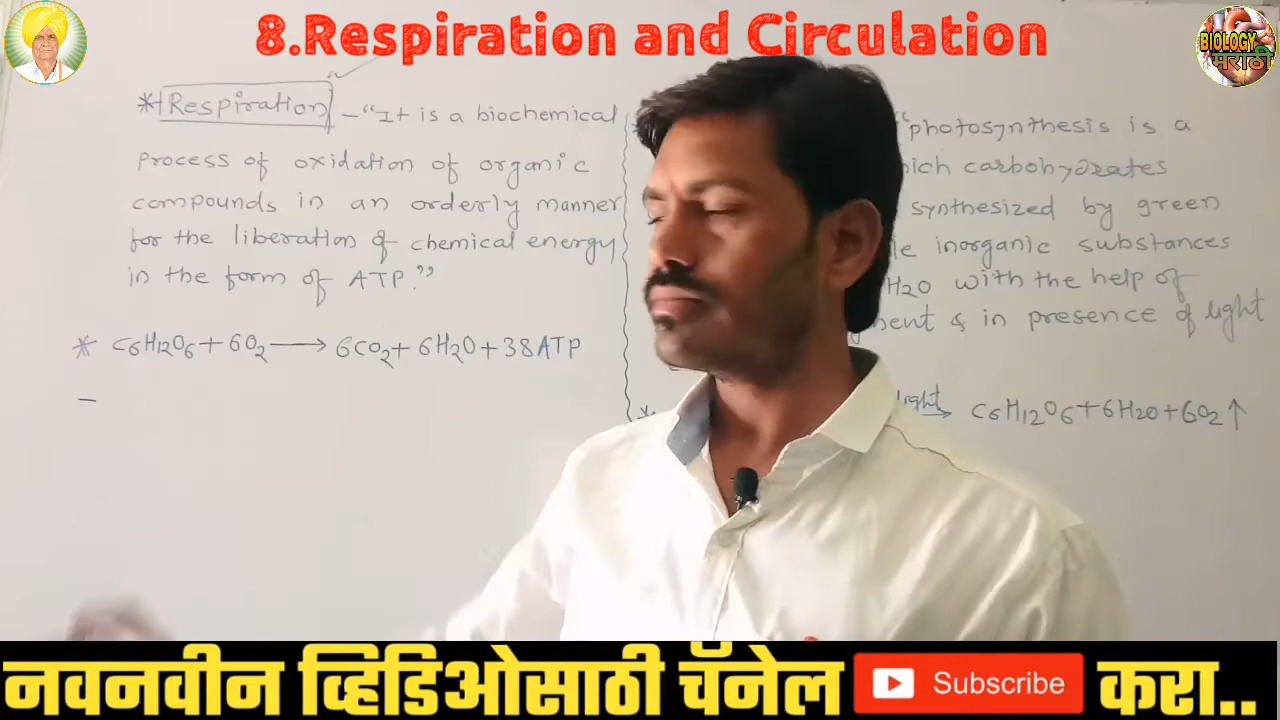 8.Respiration and Circulation
BIOLOGY
मराठी
* Respiration - "It is a biochemical
process of oxidation of organic
compounds in an orderly manner
for the liberation of chemical energy
in the form of ATP."
* C6H12O6 + 6O2 → 6CO2 + 6H2O + 38ATP
–
"photosynthesis is a
carbohydrates
synthesized by green
inorganic substances
H2O with the help of
& in presence of light
light
→ C6H12O6 + 6H2O + 6O2 ↑
नवनवीन व्हिडिओसाठी चॅनेल Subscribe करा..